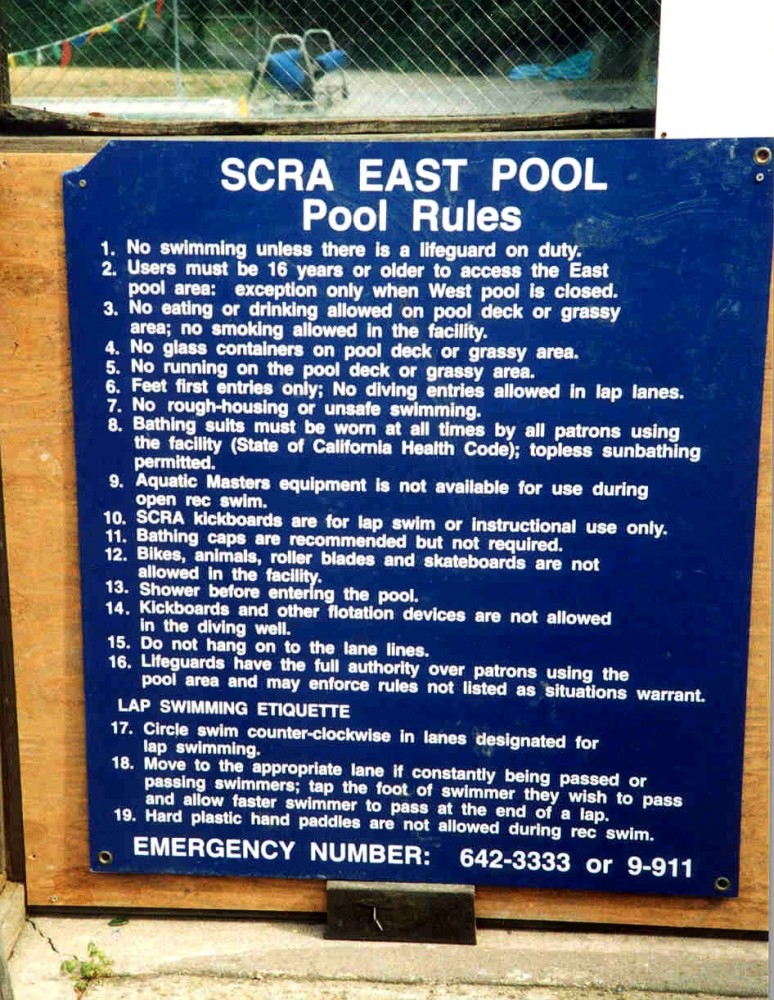 SCRA EAST POOL
Pool Rules
1. No swimming unless there is a lifeguard on duty.
2. Users must be 16 years or older to access the East
pool area: exception only when West pool is closed.
3. No eating or drinking allowed on pool deck or grassy
area; no smoking allowed in the facility.
4. No glass containers on pool deck or grassy area.
5. No running on the pool deck or grassy area.
6. Feet first entries only; No diving entries allowed in lap lanes.
7. No rough-housing or unsafe swimming.
8. Bathing suits must be worn at all times by all patrons using
the facility (State of California Health Code); topless sunbathing
permitted.
9. Aquatic Masters equipment is not available for use during
open rec swim.
10. SCRA kickboards are for lap swim or instructional use only.
11. Bathing caps are recommended but not required.
12. Bikes, animals, roller blades and skateboards are not
allowed in the facility.
13. Shower before entering the pool.
14. Kickboards and other flotation devices are not allowed
in the diving well.
15. Do not hang on to the lane lines.
16. Lifeguards have the full authority over patrons using the
pool area and may enforce rules not listed as situations warrant.
LAP SWIMMING ETIQUETTE
17. Circle swim counter-clockwise in lanes designated for
lap swimming.
18. Move to the appropriate lane if constantly being passed or
passing swimmers; tap the foot of swimmer they wish to pass
and allow faster swimmer to pass at the end of a lap.
19. Hard plastic hand paddles are not allowed during rec swim.
EMERGENCY NUMBER: 642-3333 or 9-911